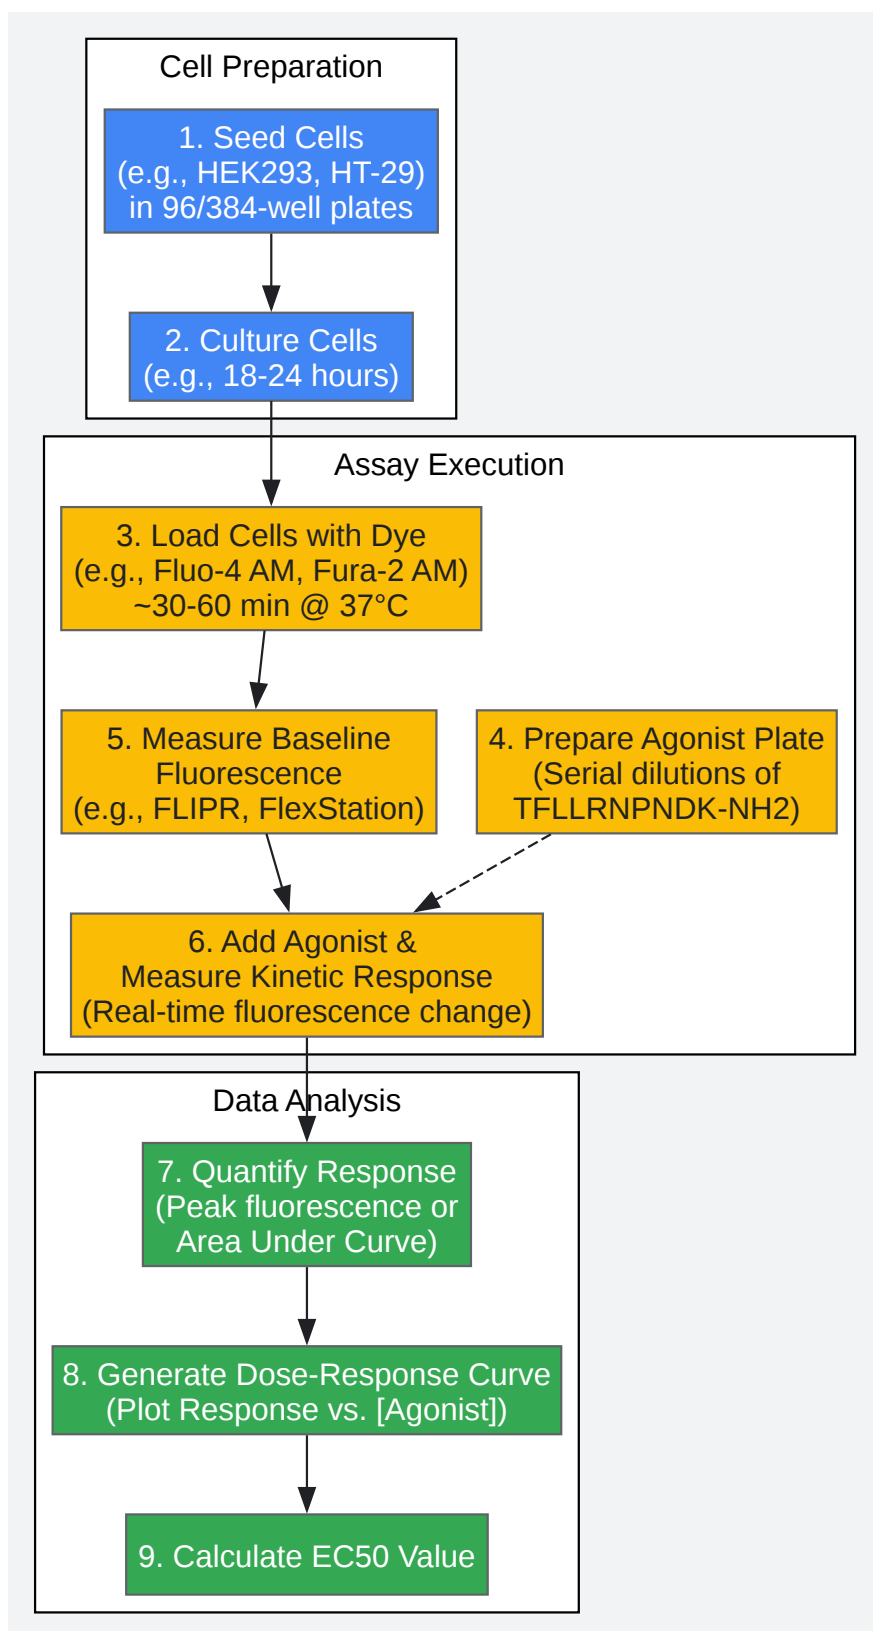 Cell Preparation
1. Seed Cells
(e.g., HEK293, HT-29)
in 96/384-well plates
2. Culture Cells
(e.g., 18-24 hours)
Assay Execution
3. Load Cells with Dye
(e.g., Fluo-4 AM, Fura-2 AM)
~30-60 min @ 37°C
5. Measure Baseline
Fluorescence
(e.g., FLIPR, FlexStation)
4. Prepare Agonist Plate
(Serial dilutions of
TFLLRNPNDK-NH2)
6. Add Agonist &
Measure Kinetic Response
(Real-time fluorescence change)
Data Analysis
7. Quantify Response
(Peak fluorescence or
Area Under Curve)
8. Generate Dose-Response Curve
(Plot Response vs. [Agonist])
9. Calculate EC50 Value